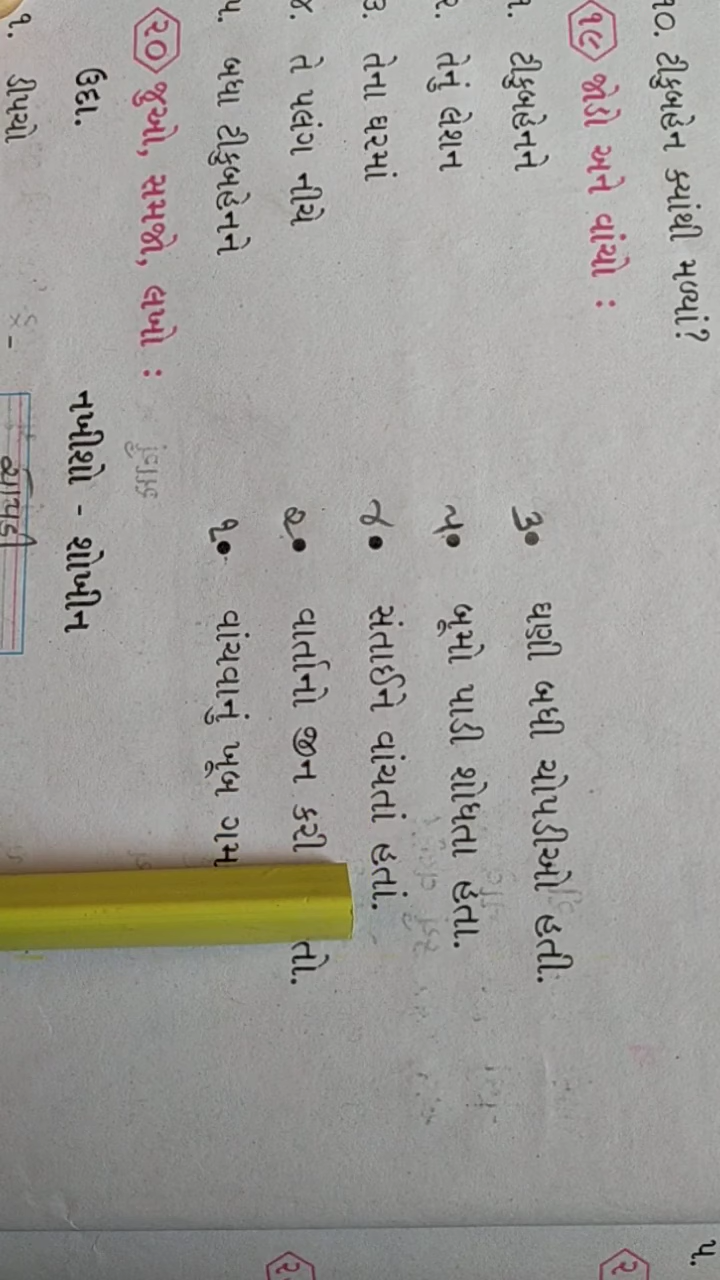 ૧૦. ટીકુબહેન ક્યાંથી મળ્યાં?
૧૯ જોડો અને વાંચો :
૧. ટીકુબહેનને ૩• ઘણી બધી ચોપડીઓ હતી.
૨. તેનું લેશન ૫• બૂમો પાડી શોધતા હતા.
૩. તેના ઘરમાં ૪• સંતાઈને વાંચતાં હતાં.
૪. તે પલંગ નીચે ૨• વાર્તાનો જીન કરી તો.
૫. બધા ટીકુબહેનને ૧• વાંચવાનું ખૂબ ગમ
૨૦ જુઓ, સમજો, લખો :
ઉદા. નખીશો - શોખીન
૧. ડીપચો
૫.